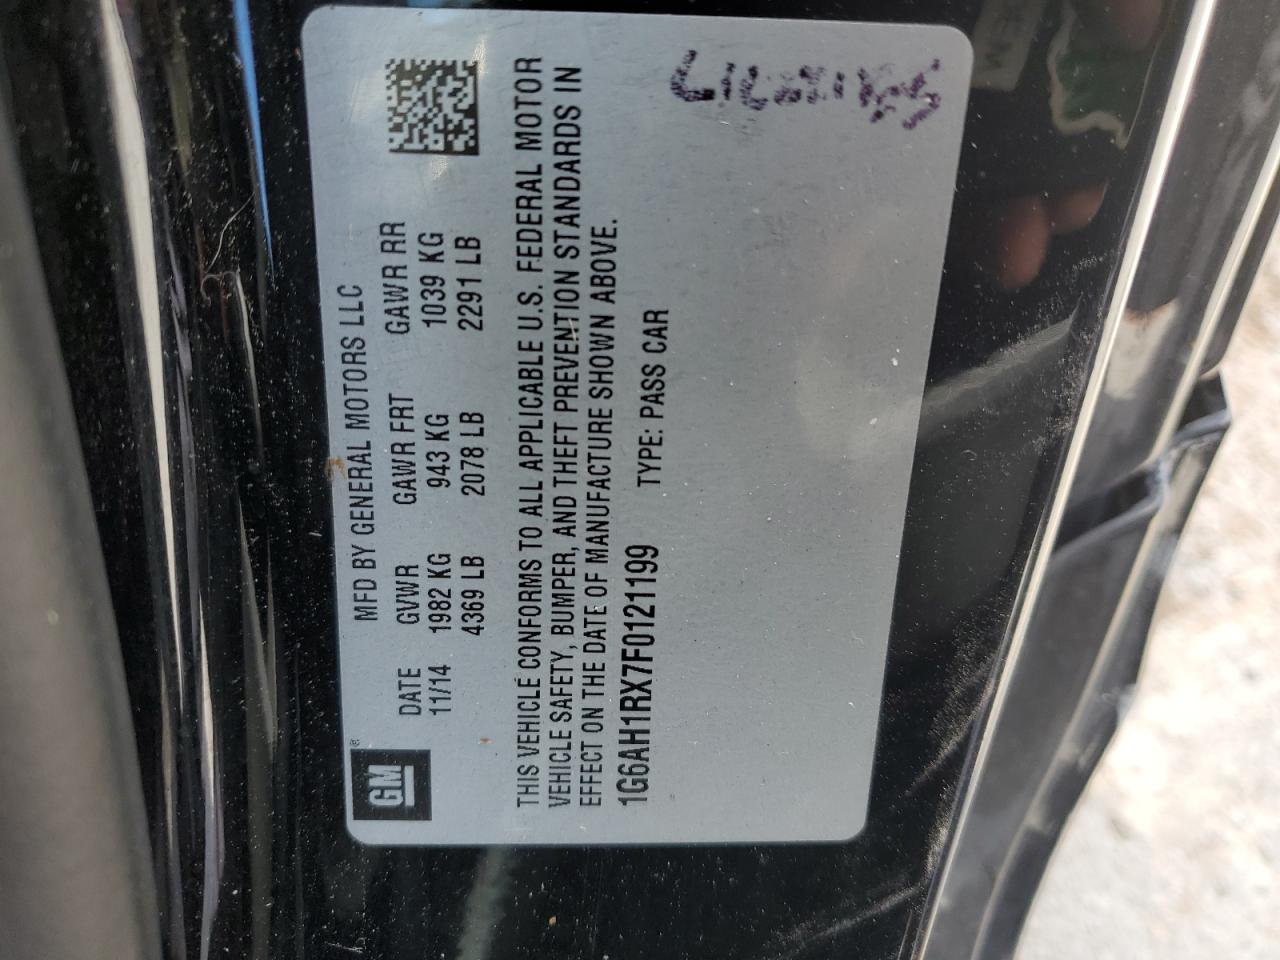 GM®
MFD BY GENERAL MOTORS LLC
DATE GVWR GAWR FRT GAWR RR
11/14 1982 KG 943 KG 1039 KG
4369 LB 2078 LB 2291 LB
THIS VEHICLE CONFORMS TO ALL APPLICABLE U.S. FEDERAL MOTOR
VEHICLE SAFETY, BUMPER, AND THEFT PREVENTION STANDARDS IN
EFFECT ON THE DATE OF MANUFACTURE SHOWN ABOVE.
1G6AH1RX7F0121199 TYPE: PASS CAR